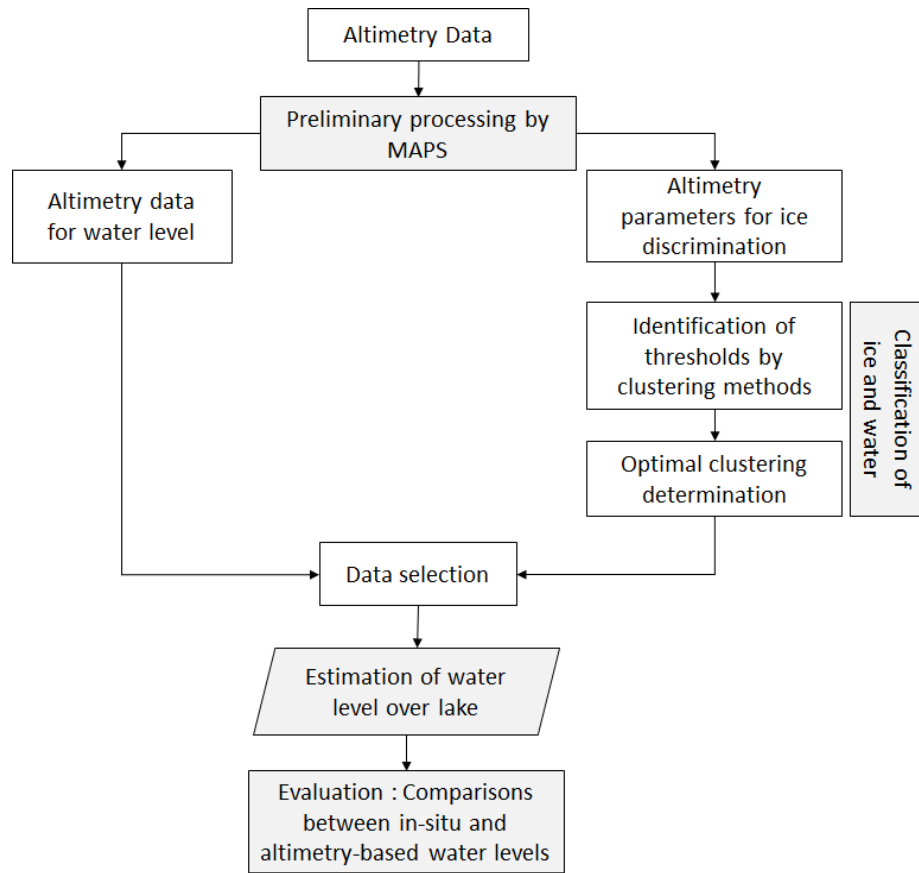 Altimetry Data
Preliminary processing by
MAPS
Altimetry data
for water level
Altimetry
parameters for ice
discrimination
Identification of
thresholds by
clustering methods
Optimal clustering
determination
Classification of
ice and water
Data selection
Estimation of water
level over lake
Evaluation : Comparisons
between in-situ and
altimetry-based water levels